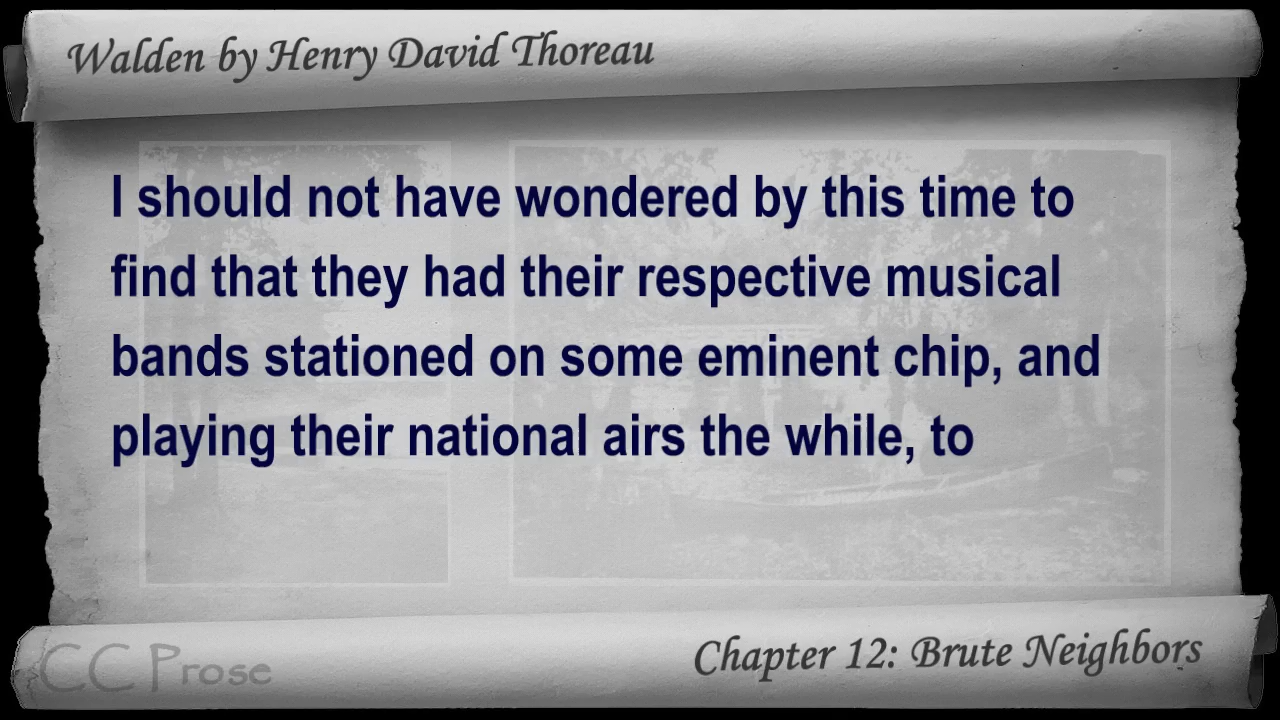 Walden by Henry David Thoreau
I should not have wondered by this time to
find that they had their respective musical
bands stationed on some eminent chip, and
playing their national airs the while, to
CC Prose
Chapter 12: Brute Neighbors